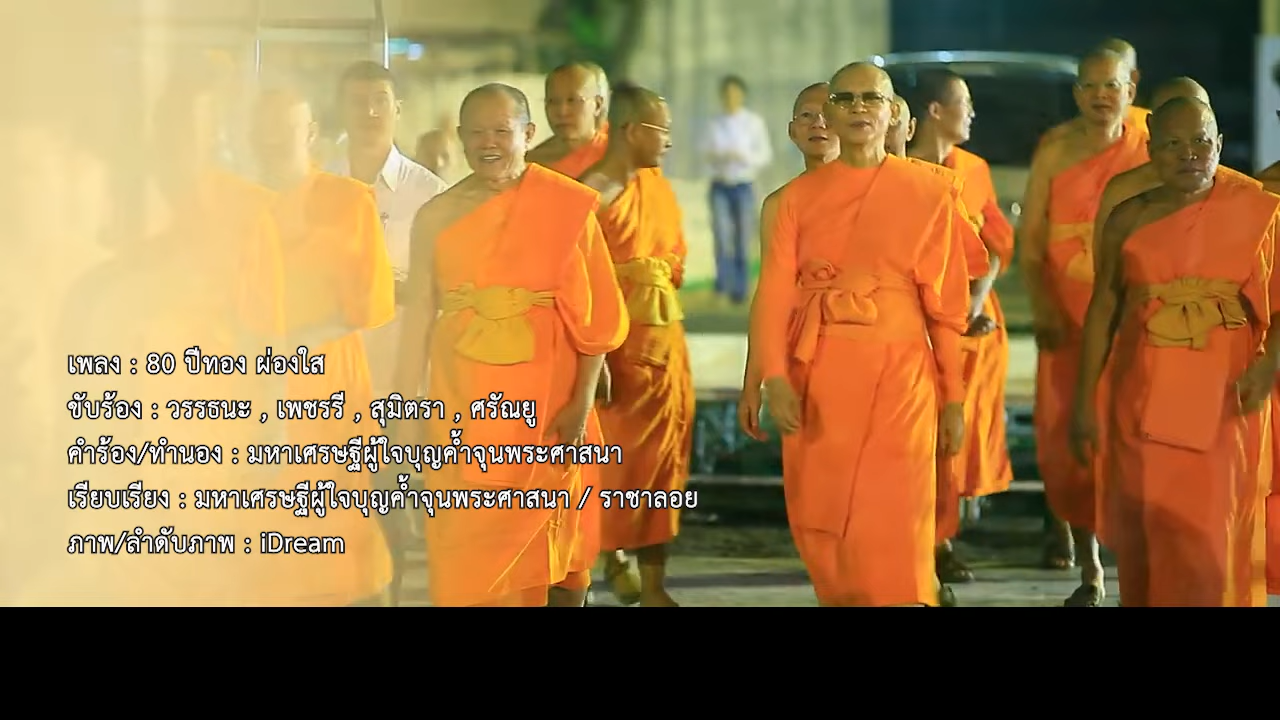 เพลง : 80 ปีทอง ผ่องใส
ขับร้อง : วรรธนะ , เพชรรี , สุมิตรา , ศรัณยู
คำร้อง/ทำนอง : มหาเศรษฐีผู้ใจบุญค้ำจุนพระศาสนา
เรียบเรียง : มหาเศรษฐีผู้ใจบุญค้ำจุนพระศาสนา / ราชาลอย
ภาพ/ลำดับภาพ : iDream